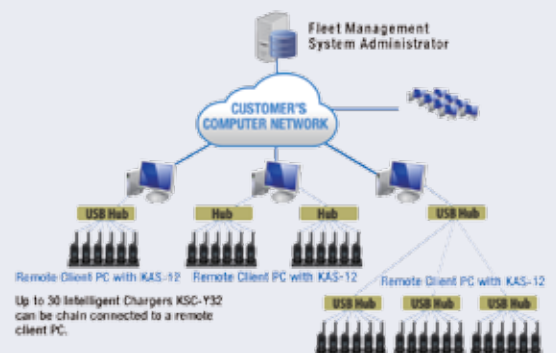 Fleet Management
System Administrator
CUSTOMER'S
COMPUTER NETWORK
USB Hub
Hub
Hub
USB Hub
Remote Client PC with KAS-12
Remote Client PC with KAS-12
Remote Client PC with KAS-12
Up to 30 Intelligent Chargers KSC-Y32
can be chain connected to a remote
client PC.
USB Hub
USB Hub
USB Hub